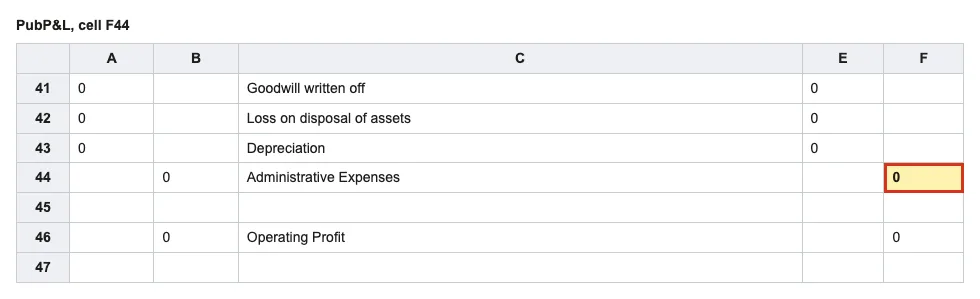 PubP&L, cell F44
A B C E F
41 0 Goodwill written off 0
42 0 Loss on disposal of assets 0
43 0 Depreciation 0
44 0 Administrative Expenses 0
45
46 0 Operating Profit 0
47